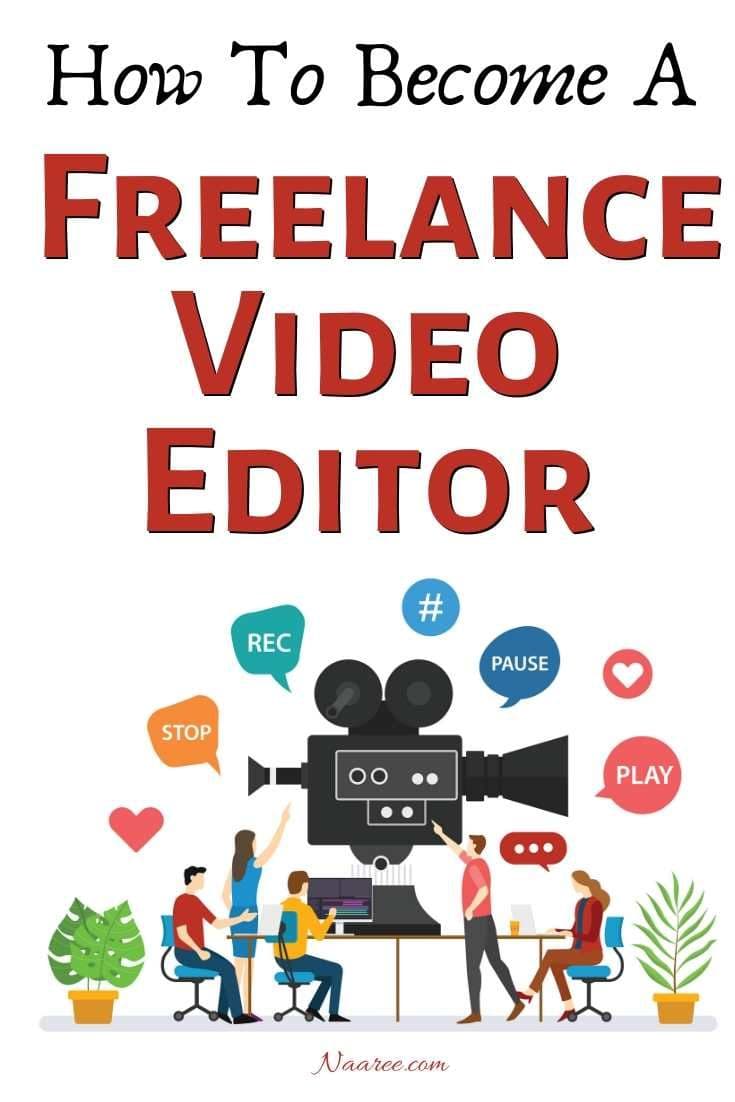 How To Become A
Freelance
Video
Editor
#
REC
PAUSE
STOP
PLAY
Naaree.com